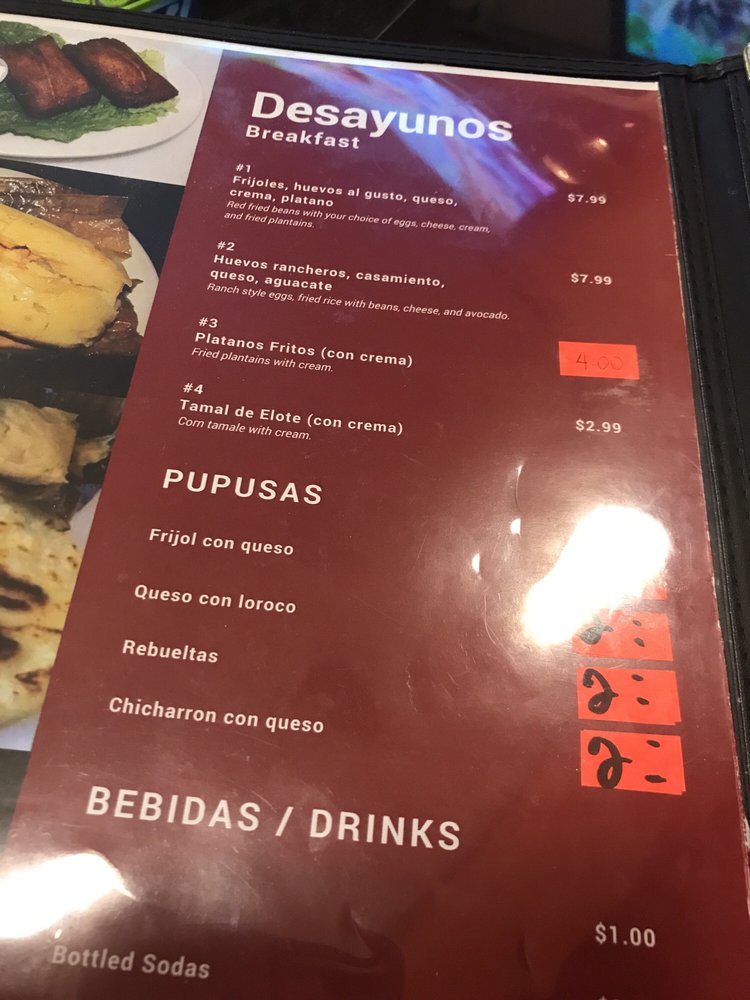 Desayunos
Breakfast
#1
Frijoles, huevos al gusto, queso,
crema, platano
$7.99
Red fried beans with your choice of eggs, cheese, cream,
and fried plantains.
#2
Huevos rancheros, casamiento,
queso, aguacate
$7.99
Ranch style eggs, fried rice with beans, cheese, and avocado.
#3
Platanos Fritos (con crema)
4.00
Fried plantains with cream.
#4
Tamal de Elote (con crema)
$2.99
Corn tamale with cream.
PUPUSAS
Frijol con queso
Queso con loroco
2
Rebueltas
2
Chicharron con queso
2
BEBIDAS / DRINKS
$1.00
Bottled Sodas